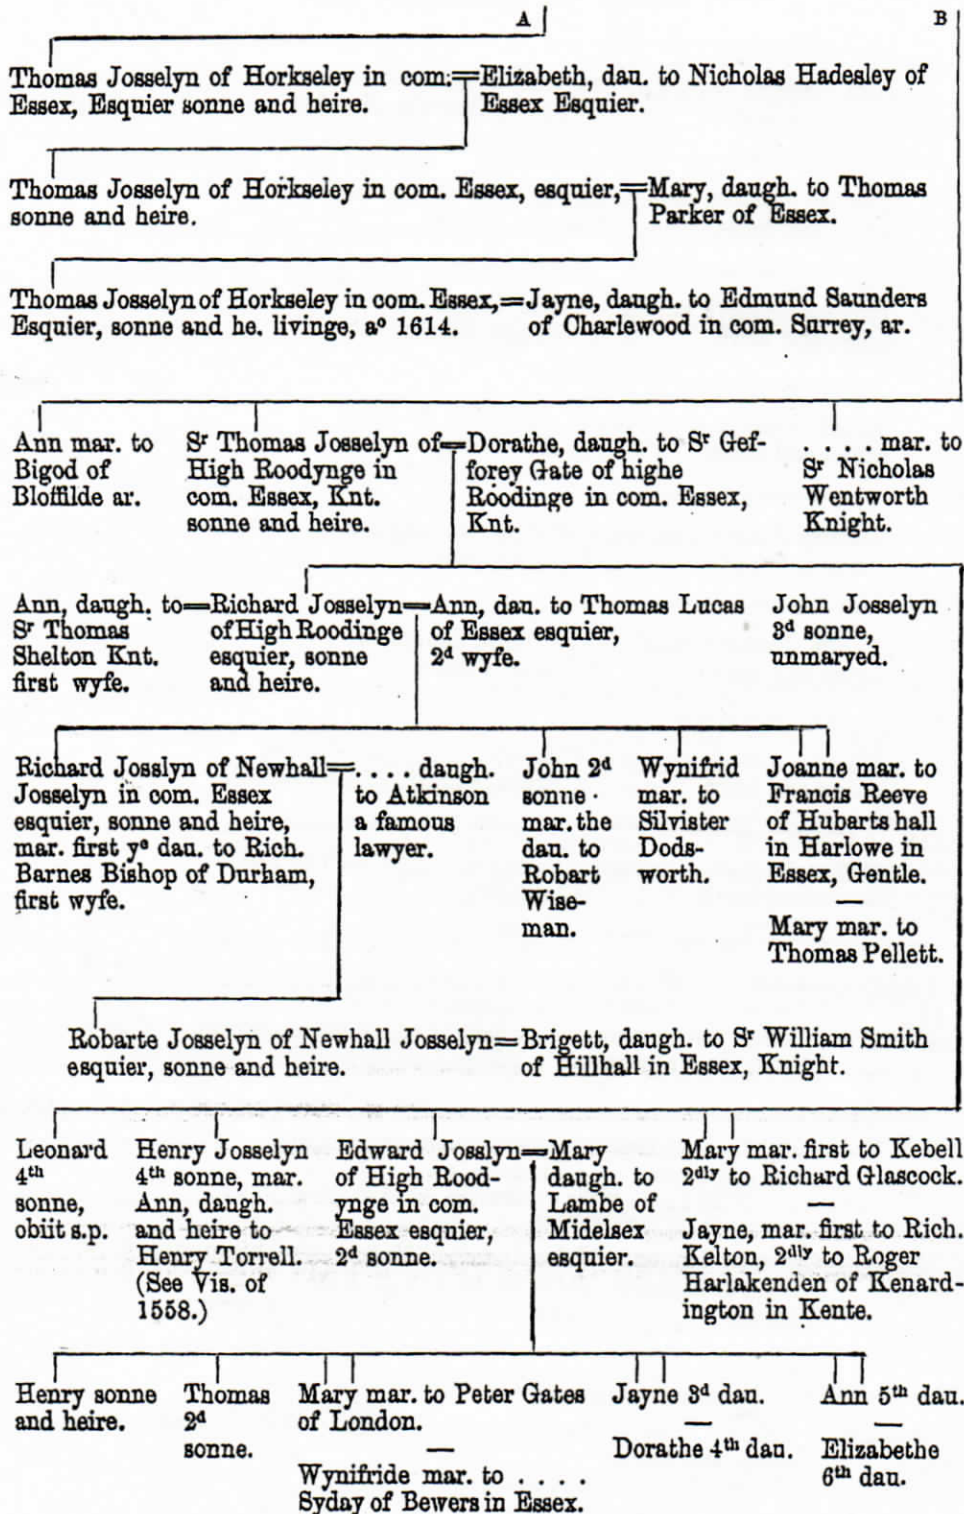 A
B
Thomas Josselyn of Horkseley in com.=Elizabeth, dau. to Nicholas Hadesley of
Essex, Esquier sonne and heire.
Essex Esquier.
Thomas Josselyn of Horkseley in com. Essex, esquier,=Mary, daugh. to Thomas
sonne and heire.
Parker of Essex.
Thomas Josselyn of Horkseley in com. Essex,=Jayne, daugh. to Edmund Saunders
Esquier, sonne and he. livinge, aº 1614.
of Charlewood in com. Surrey, ar.
Ann mar. to
Bigod of
Bloffilde ar.
Sʳ Thomas Josselyn of=
High Roodynge in
com. Essex, Knt.
sonne and heire.
Dorathe, daugh. to Sʳ Gef-
forey Gate of highe
Roodinge in com. Essex,
Knt.
. . . . mar. to
Sʳ Nicholas
Wentworth
Knight.
Ann, daugh. to=
Sʳ Thomas
Shelton Knt.
first wyfe.
Richard Josselyn=
of High Roodinge
esquier, sonne
and heire.
Ann, dau. to Thomas Lucas
of Essex esquier,
2ᵈ wyfe.
John Josselyn
3ᵈ sonne,
unmaryed.
Richard Josslyn of Newhall=
Josselyn in com. Essex
esquier, sonne and heire,
mar. first yᵉ dau. to Rich.
Barnes Bishop of Durham,
first wyfe.
. . . . daugh.
to Atkinson
a famous
lawyer.
John 2ᵈ
sonne
mar. the
dau. to
Robart
Wise-
man.
Wynifrid
mar. to
Silvister
Dods-
worth.
Joanne mar. to
Francis Reeve
of Hubarts hall
in Harlowe in
Essex, Gentle.
—
Mary mar. to
Thomas Pellett.
Robarte Josselyn of Newhall Josselyn=Brigett, daugh. to Sʳ William Smith
esquier, sonne and heire.
of Hillhall in Essex, Knight.
Leonard
4ᵗʰ
sonne,
obiit s.p.
Henry Josselyn
4ᵗʰ sonne, mar.
Ann, daugh.
and heire to
Henry Torrell.
(See Vis. of
1558.)
Edward Josslyn=
of High Rood-
ynge in com.
Essex esquier,
2ᵈ sonne.
Mary
daugh. to
Lambe of
Midelsex
esquier.
Mary mar. first to Kebell
2ᵈˡʸ to Richard Glascock.
—
Jayne, mar. first to Rich.
Kelton, 2ᵈˡʸ to Roger
Harlakenden of Kenard-
ington in Kente.
Henry sonne
and heire.
Thomas
2ᵈ
sonne.
Mary mar. to Peter Gates
of London.
—
Wynifride mar. to . . . .
Syday of Bewers in Essex.
Jayne 3ᵈ dau.
—
Dorathe 4ᵗʰ dau.
Ann 5ᵗʰ dau.
—
Elizabethe
6ᵗʰ dau.